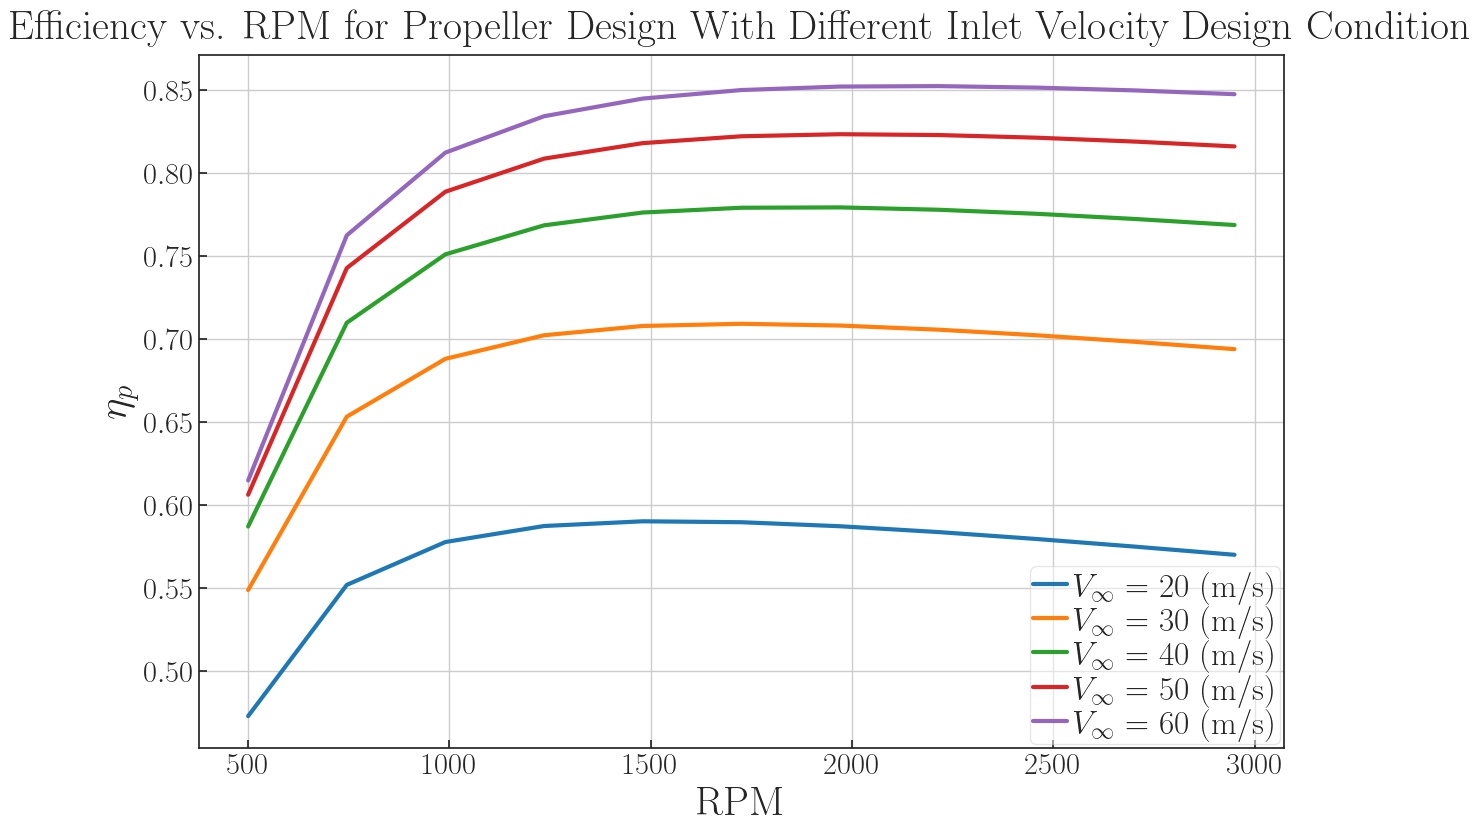 Efficiency vs. RPM for Propeller Design With Different Inlet Velocity Design Condition
0.85
0.80
0.75
0.70
0.65
0.60
0.55
0.50
ηₚ
500 1000 1500 2000 2500 3000
RPM
V∞ = 20 (m/s)
V∞ = 30 (m/s)
V∞ = 40 (m/s)
V∞ = 50 (m/s)
V∞ = 60 (m/s)